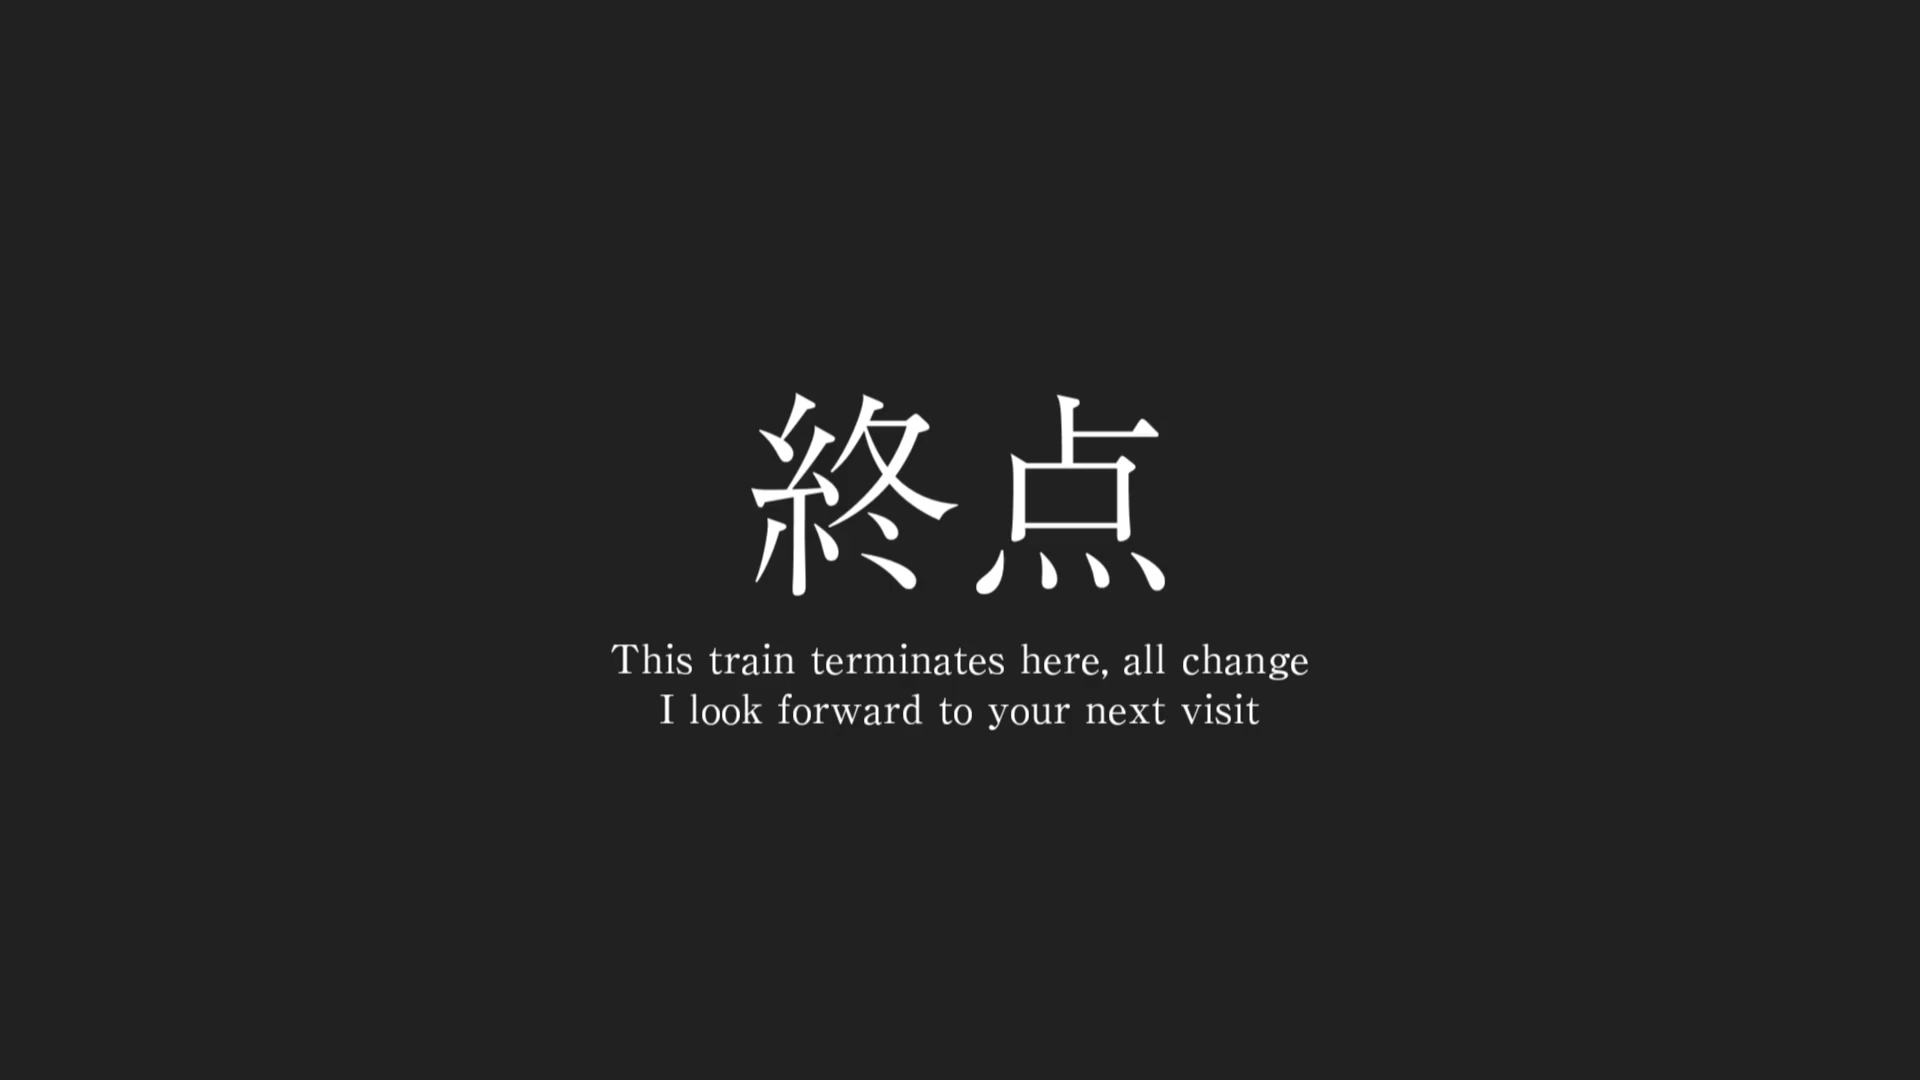 終点
This train terminates here, all change
I look forward to your next visit